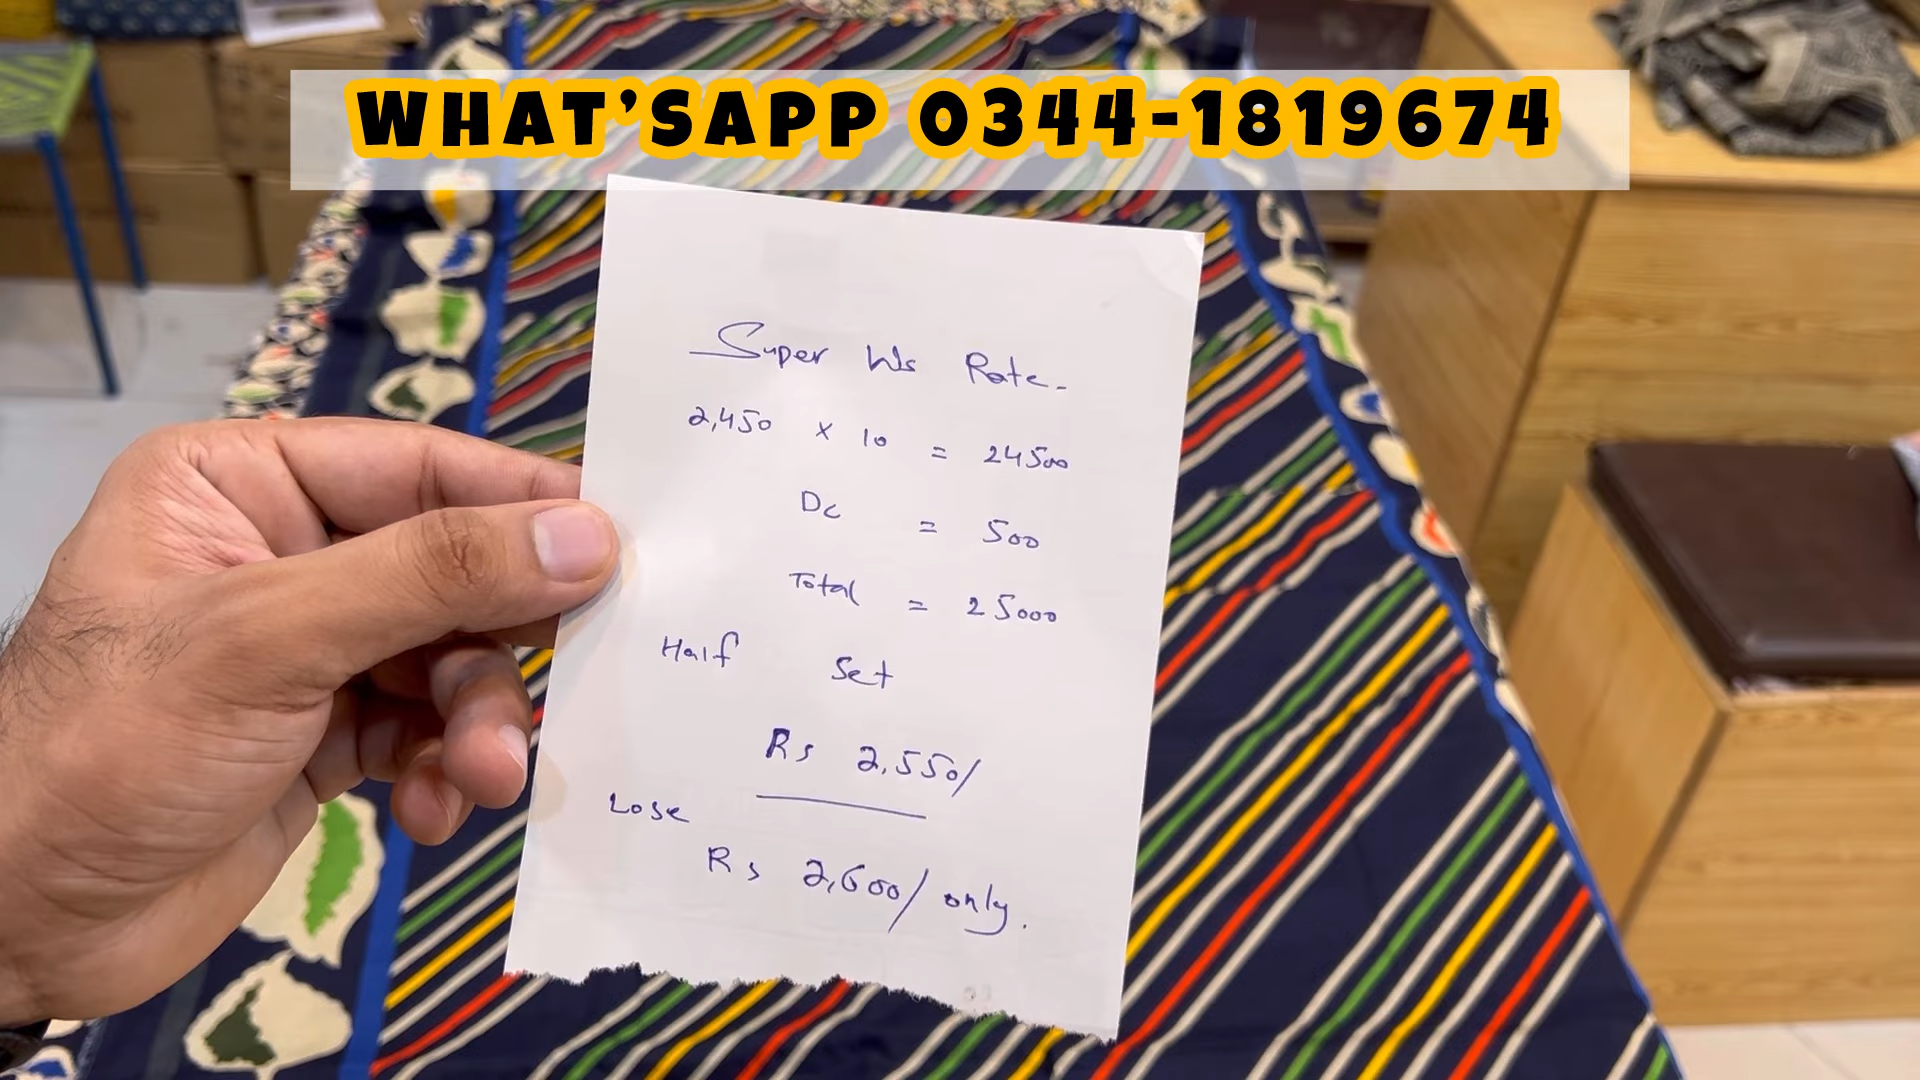 WHAT'SAPP 0344-1819674
Super Ws Rate-
2,450 × 10 = 24500
Dc = 500
Total = 25000
Half Set
Rs 2,550/
Lose
Rs 2,600/ only.